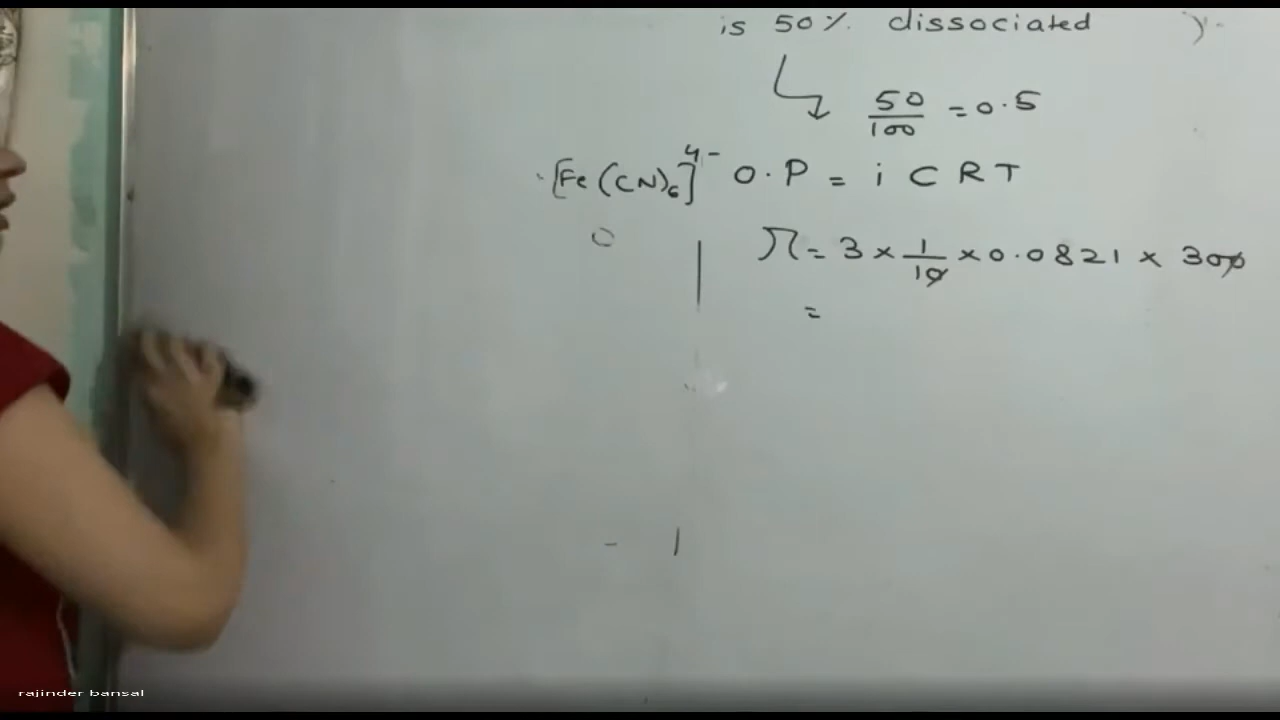 is 50% dissociated
50/100 = 0.5
[Fe(CN)6]4- O.P = i C R T
π = 3 × 1/10 × 0.0821 × 300
=
rajinder bansal